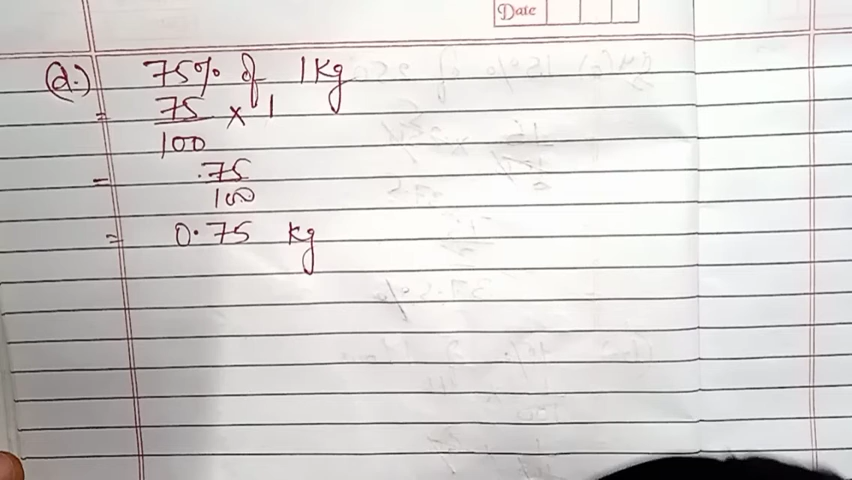 Date
(d.) 75% of 1Kg
= 75/100 x 1
= .75/100
= 0.75 kg